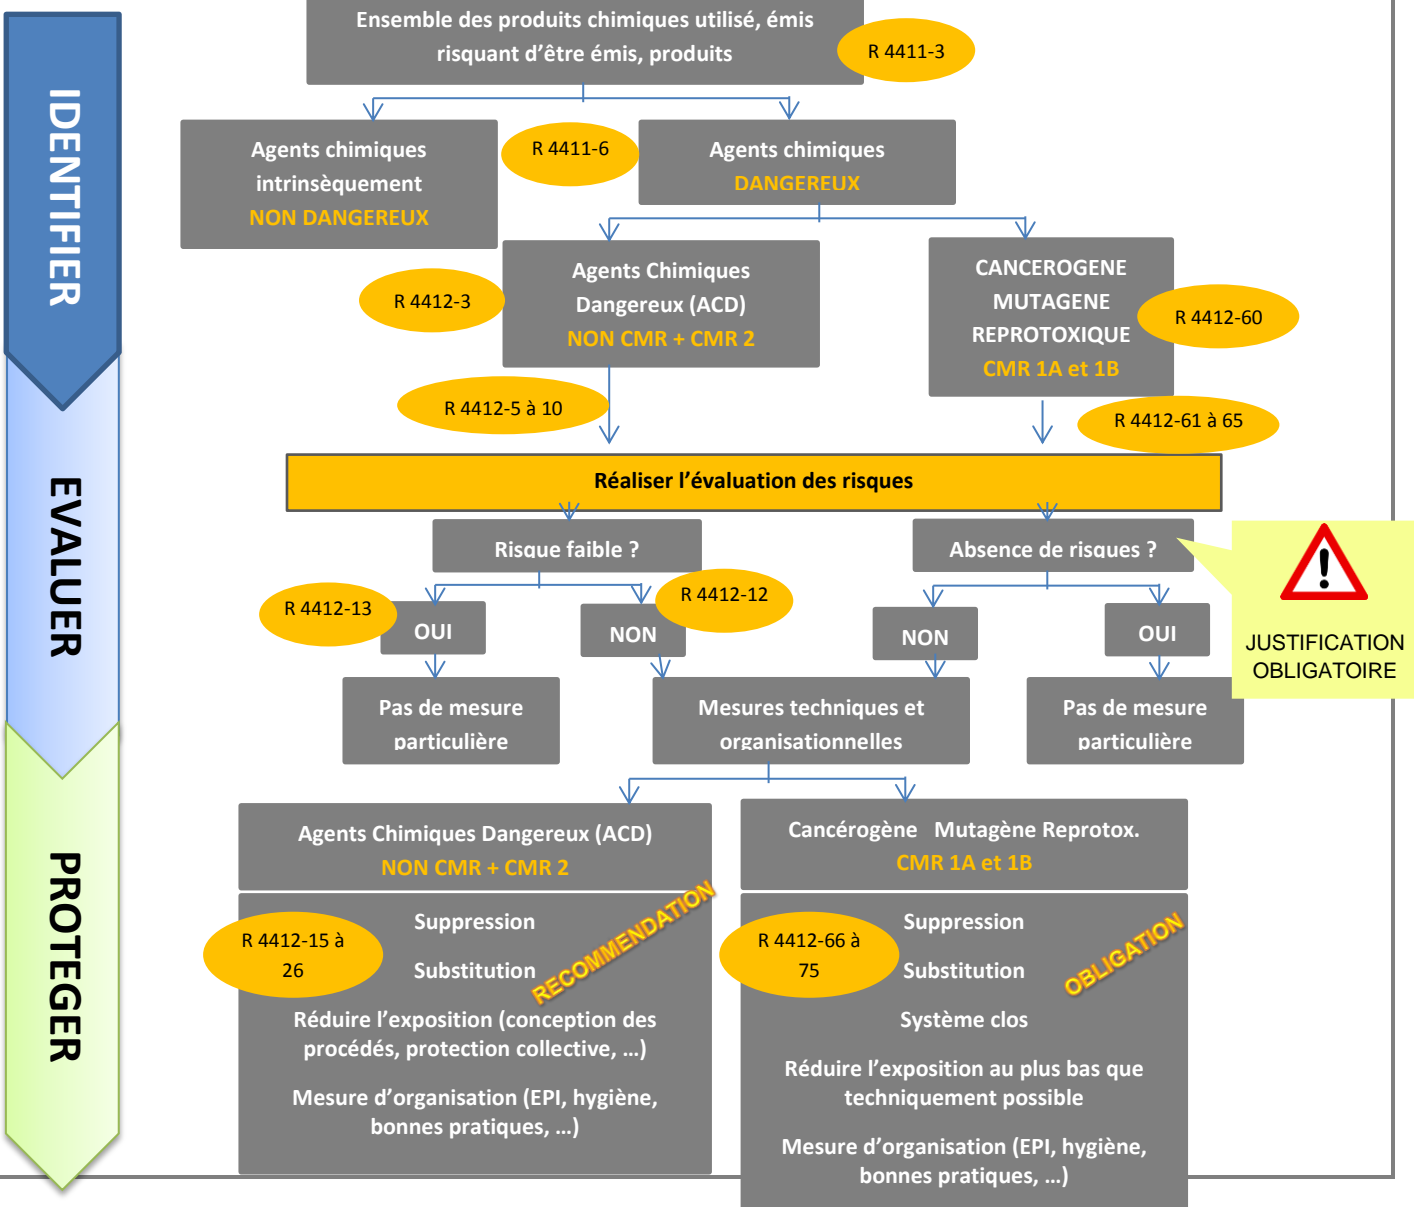 Ensemble des produits chimiques utilisé, émis
risquant d'être émis, produits
R 4411-3
IDENTIFIER
Agents chimiques
intrinsèquement
NON DANGEREUX
R 4411-6
Agents chimiques
DANGEREUX
R 4412-3
Agents Chimiques
Dangereux (ACD)
NON CMR + CMR 2
CANCEROGENE
MUTAGENE
REPROTOXIQUE
CMR 1A et 1B
R 4412-60
R 4412-5 à 10
R 4412-61 à 65
EVALUER
Réaliser l'évaluation des risques
Risque faible ?
Absence de risques ?
JUSTIFICATION
OBLIGATOIRE
R 4412-13
OUI
NON
R 4412-12
NON
OUI
Pas de mesure
particulière
Mesures techniques et
organisationnelles
Pas de mesure
particulière
PROTEGER
Agents Chimiques Dangereux (ACD)
NON CMR + CMR 2
Cancérogène Mutagène Reprotox.
CMR 1A et 1B
R 4412-15 à
26
Suppression
Substitution
RECOMMENDATION
Réduire l'exposition (conception des
procédés, protection collective, …)
Mesure d'organisation (EPI, hygiène,
bonnes pratiques, …)
R 4412-66 à
75
Suppression
Substitution
OBLIGATION
Système clos
Réduire l'exposition au plus bas que
techniquement possible
Mesure d'organisation (EPI, hygiène,
bonnes pratiques, …)